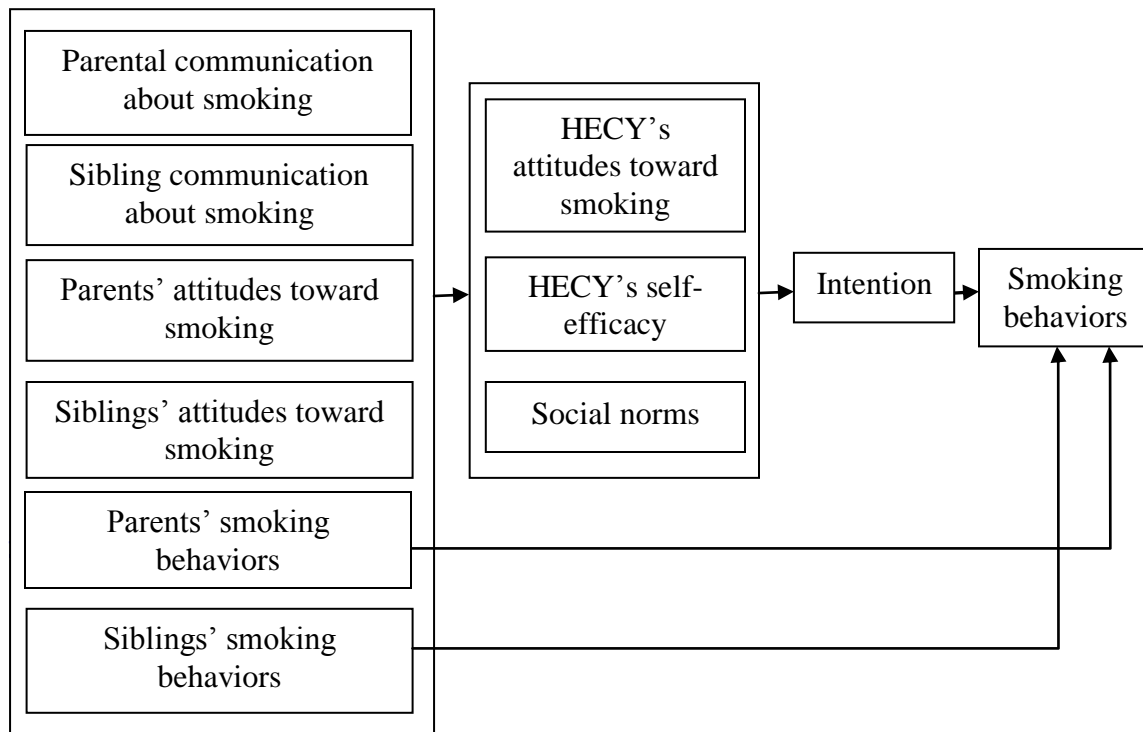 Parental communication
about smoking
Sibling communication
about smoking
Parents’ attitudes toward
smoking
Siblings’ attitudes toward
smoking
Parents’ smoking
behaviors
Siblings’ smoking
behaviors
HECY’s
attitudes toward
smoking
HECY’s self-
efficacy
Social norms
Intention
Smoking
behaviors